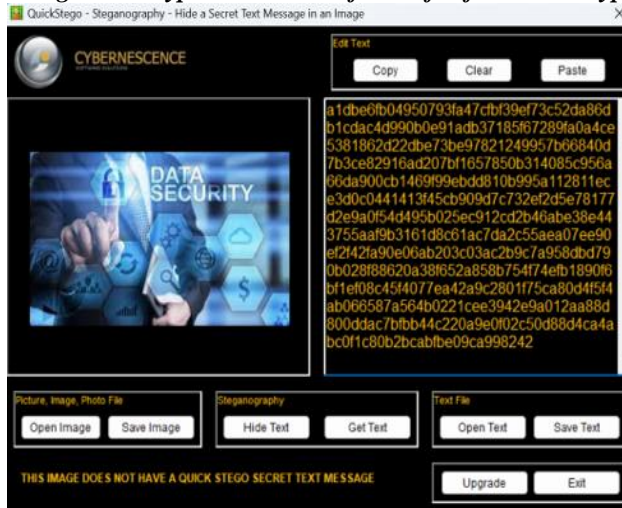 QuickStego - Steganography - Hide a Secret Text Message in an Image
CYBERNESCENCE
Edit Text
Copy
Clear
Paste
DATA
SECURITY
a1dbe6fb04950793fa47cfbf39ef73c52da86d
b1cdac4d990b0e91adb37185f67289fa0a4ce
5381862d22dbe73be97821249957b66840d
7b3ce82916ad207bf1657850b314085c956a
66da900cb1469f99ebdd810b995a112811ec
e3d0c0441413f45cb909d7c732ef2d5e78177
d2e9a0f54d495b025ec912cd2b46abe38e44
3755aaf9b3161d8c61ac7da2c55aea07ee90
ef2f42fa90e06ab203c03ac2b9c7a958dbd79
0b028f88620a38f652a858b754f74efb1890f6
bf1ef08c45f4077ea42a9c2801f75ca80d4f5f4
ab066587a564b0221cee3942e9a012aa88d
800ddac7bfbb44c220a9e0f02c50d88d4ca4a
bc0f1c80b2bcabfbe09ca998242
Picture, Image, Photo File
Open Image
Save Image
Steganography
Hide Text
Get Text
Text File
Open Text
Save Text
THIS IMAGE DOES NOT HAVE A QUICK STEGO SECRET TEXT MESSAGE
Upgrade
Exit